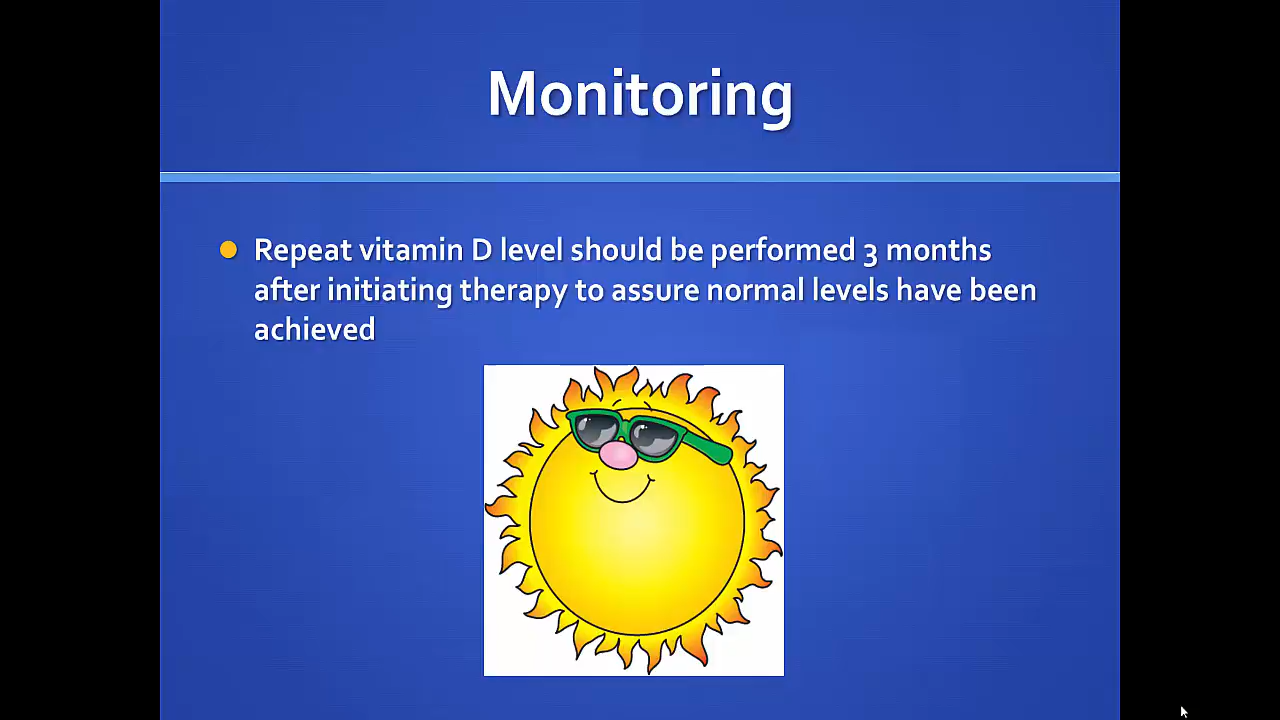 Monitoring
Repeat vitamin D level should be performed 3 months
after initiating therapy to assure normal levels have been
achieved